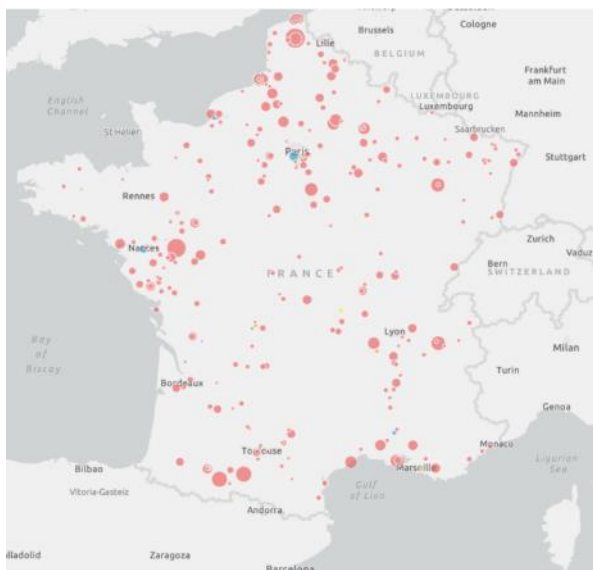 Brussels
Cologne
Lille
BELGIUM
Frankfurt
am Main
English
Channel
LUXEMBOURG
Luxembourg
Mannheim
St Helier
Saarbrucken
Paris
Stuttgart
Rennes
Nantes
Zurich
Vaduz
Bern
SWITZERLAND
FRANCE
Bay
of
Biscay
Lyon
Milan
Turin
Bordeaux
Genoa
Toulouse
Monaco
Marseille
Ligurian
Sea
Bilbao
Gulf
of Lion
Vitoria-Gasteiz
Andorra
lladolid
Zaragoza
Barcelona